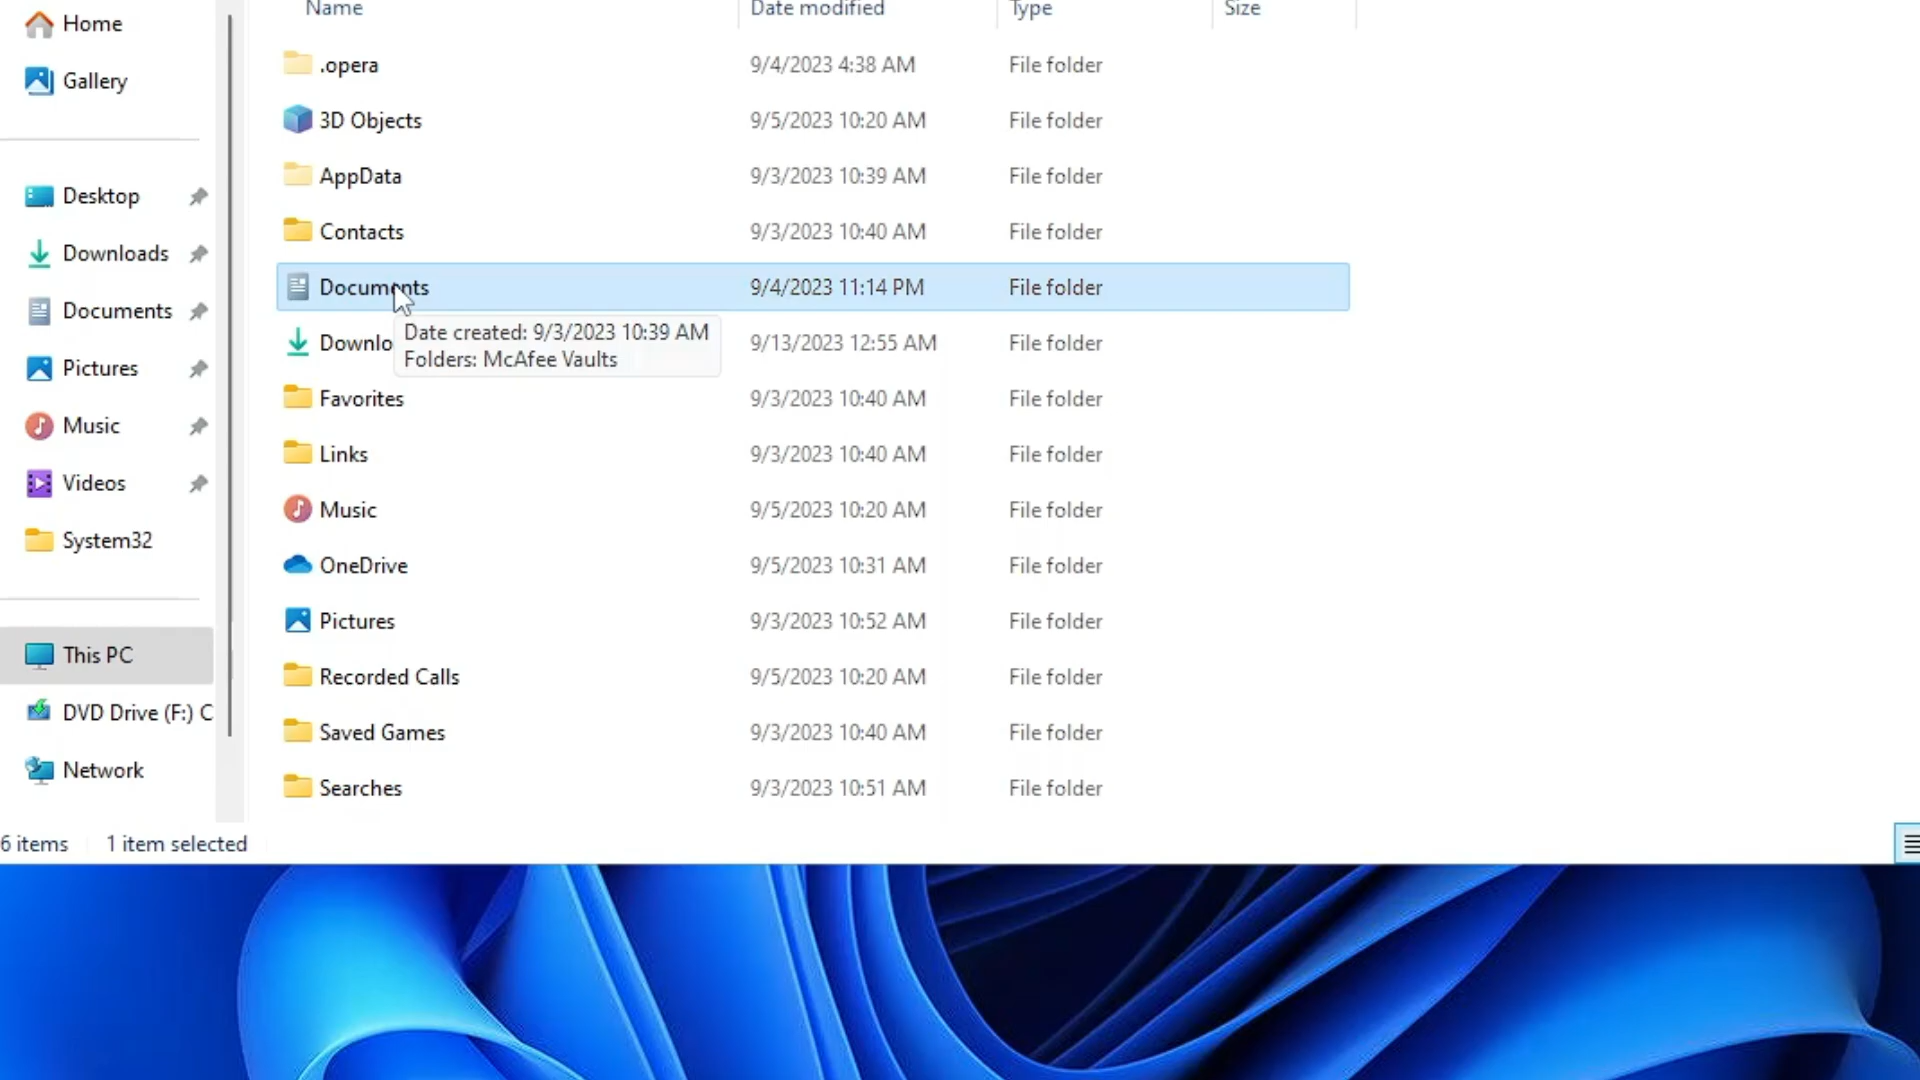 Home
Gallery
Desktop
Downloads
Documents
Pictures
Music
Videos
System32
This PC
DVD Drive (F:) C
Network
Name Date modified Type Size
.opera 9/4/2023 4:38 AM File folder
3D Objects 9/5/2023 10:20 AM File folder
AppData 9/3/2023 10:39 AM File folder
Contacts 9/3/2023 10:40 AM File folder
Documents 9/4/2023 11:14 PM File folder
Downlo 9/13/2023 12:55 AM File folder
Date created: 9/3/2023 10:39 AM
Folders: McAfee Vaults
Favorites 9/3/2023 10:40 AM File folder
Links 9/3/2023 10:40 AM File folder
Music 9/5/2023 10:20 AM File folder
OneDrive 9/5/2023 10:31 AM File folder
Pictures 9/3/2023 10:52 AM File folder
Recorded Calls 9/5/2023 10:20 AM File folder
Saved Games 9/3/2023 10:40 AM File folder
Searches 9/3/2023 10:51 AM File folder
6 items 1 item selected